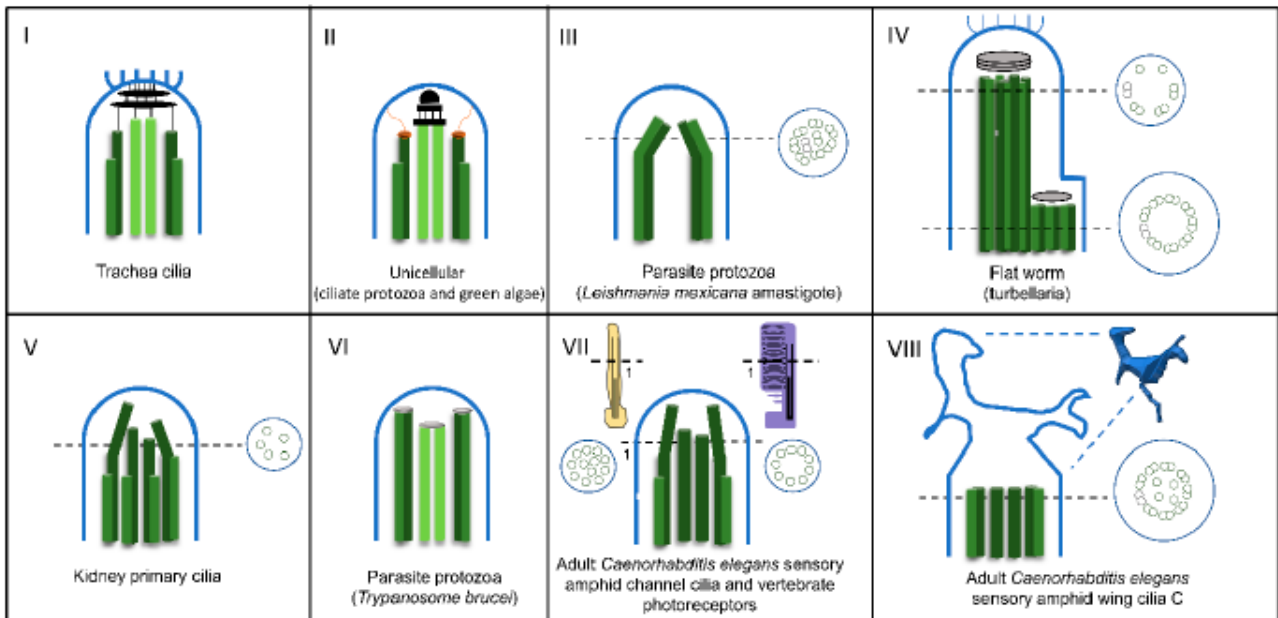 I
Trachea cilia
II
Unicellular
(ciliate protozoa and green algae)
III
Parasite protozoa
(Leishmania mexicana amastigote)
IV
Flat worm
(turbellaria)
V
Kidney primary cilia
VI
Parasite protozoa
(Trypanosome brucei)
VII
1
1
1
Adult Caenorhabditis elegans sensory
amphid channel cilia and vertebrate
photoreceptors
VIII
Adult Caenorhabditis elegans
sensory amphid wing cilia C